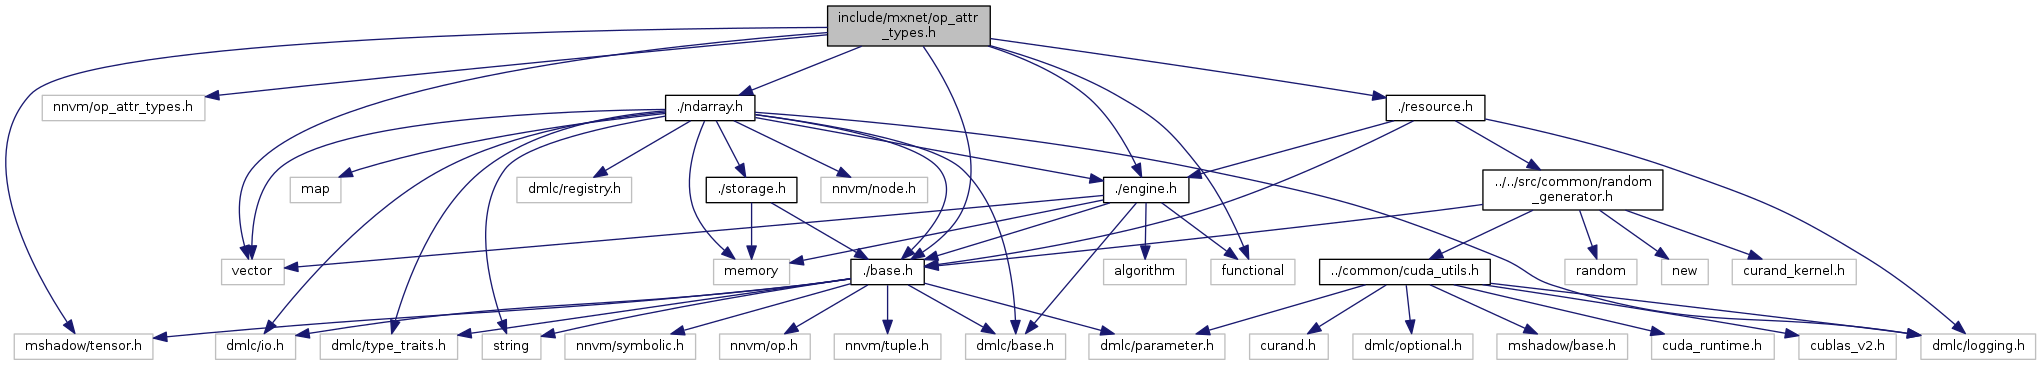 include/mxnet/op_attr
_types.h
nnvm/op_attr_types.h
./ndarray.h
./resource.h
map
dmlc/registry.h
./storage.h
nnvm/node.h
./engine.h
../../src/common/random
_generator.h
vector
memory
./base.h
algorithm
functional
../common/cuda_utils.h
random
new
curand_kernel.h
mshadow/tensor.h
dmlc/io.h
dmlc/type_traits.h
string
nnvm/symbolic.h
nnvm/op.h
nnvm/tuple.h
dmlc/base.h
dmlc/parameter.h
curand.h
dmlc/optional.h
mshadow/base.h
cuda_runtime.h
cublas_v2.h
dmlc/logging.h